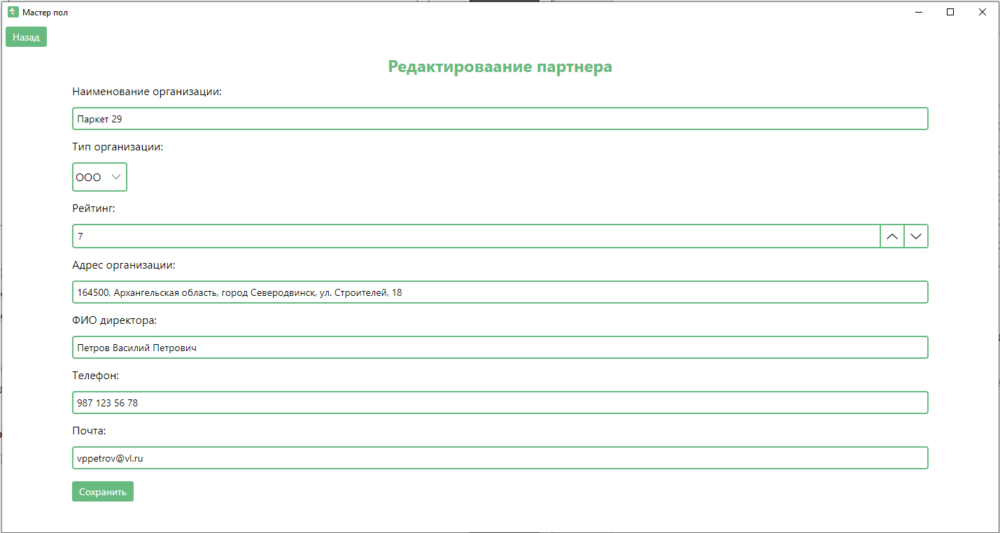 Мастер пол
Назад
Редактироваание партнера
Наименование организации:
Паркет 29
Тип организации:
ООО
Рейтинг:
7
Адрес организации:
164500, Архангельская область, город Северодвинск, ул. Строителей, 18
ФИО директора:
Петров Василий Петрович
Телефон:
987 123 56 78
Почта:
vppetrov@vl.ru
Сохранить